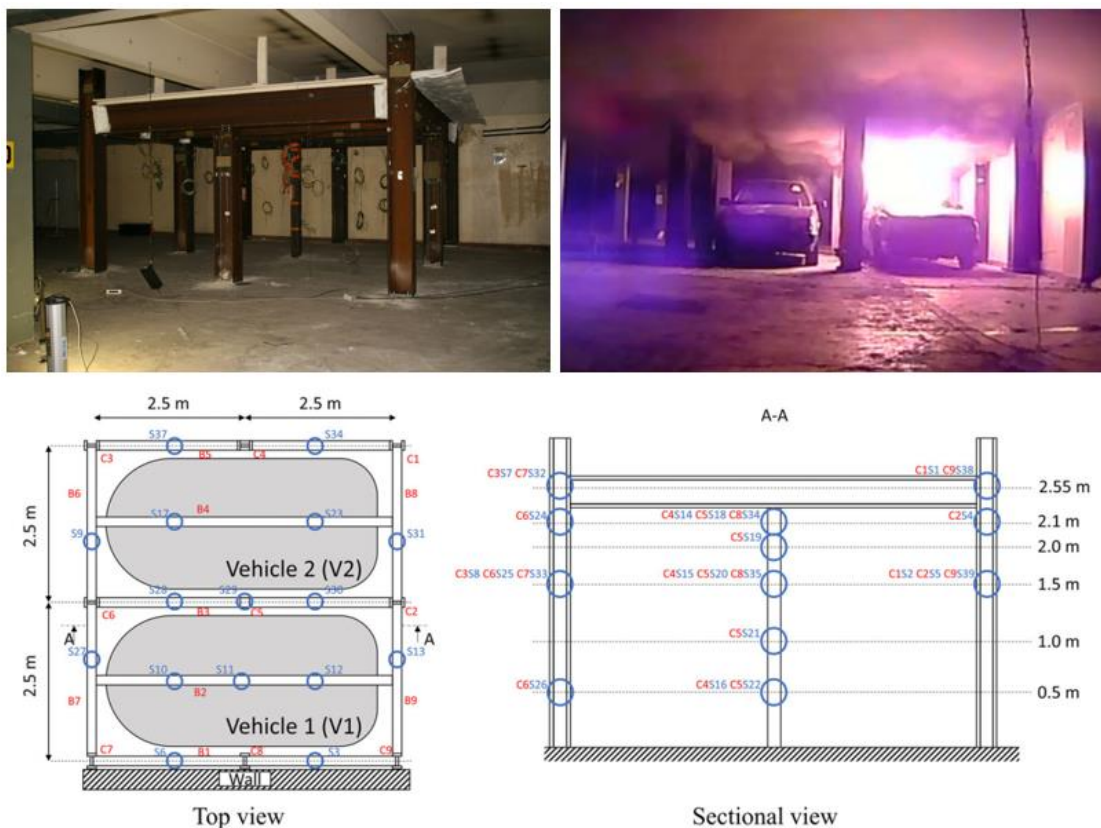 2.5 m
2.5 m
S37
S34
C3
B5
C4
C1
B6
B4
B8
2.5 m
S17
S23
S9
S31
Vehicle 2 (V2)
S28
S29
S30
C6
B3
C5
C2
A
A
S27
S13
2.5 m
S10
S11
S12
B7
B2
B9
Vehicle 1 (V1)
C7
S6
B1
C8
S3
C9
Wall
Top view
A-A
C3S7 C7S32
C1S1 C9S38
2.55 m
C6S24
C4S14 C5S18 C8S34
C2S4
2.1 m
C5S19
2.0 m
C3S8 C6S25 C7S33
C4S15 C5S20 C8S35
C1S2 C2S5 C9S39
1.5 m
C5S21
1.0 m
C6S26
C4S16 C5S22
0.5 m
Sectional view